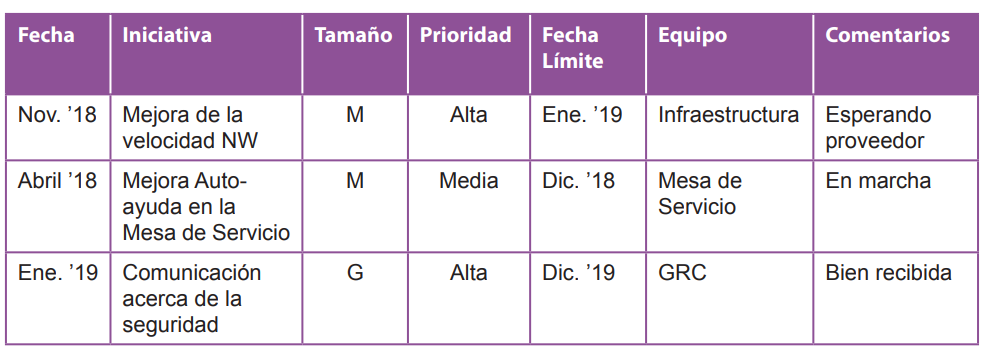 Fecha Iniciativa Tamaño Prioridad Fecha Límite Equipo Comentarios
Nov. ’18 Mejora de la velocidad NW M Alta Ene. ’19 Infraestructura Esperando proveedor
Abril ’18 Mejora Auto-ayuda en la Mesa de Servicio M Media Dic. ’18 Mesa de Servicio En marcha
Ene. ’19 Comunicación acerca de la seguridad G Alta Dic. ’19 GRC Bien recibida